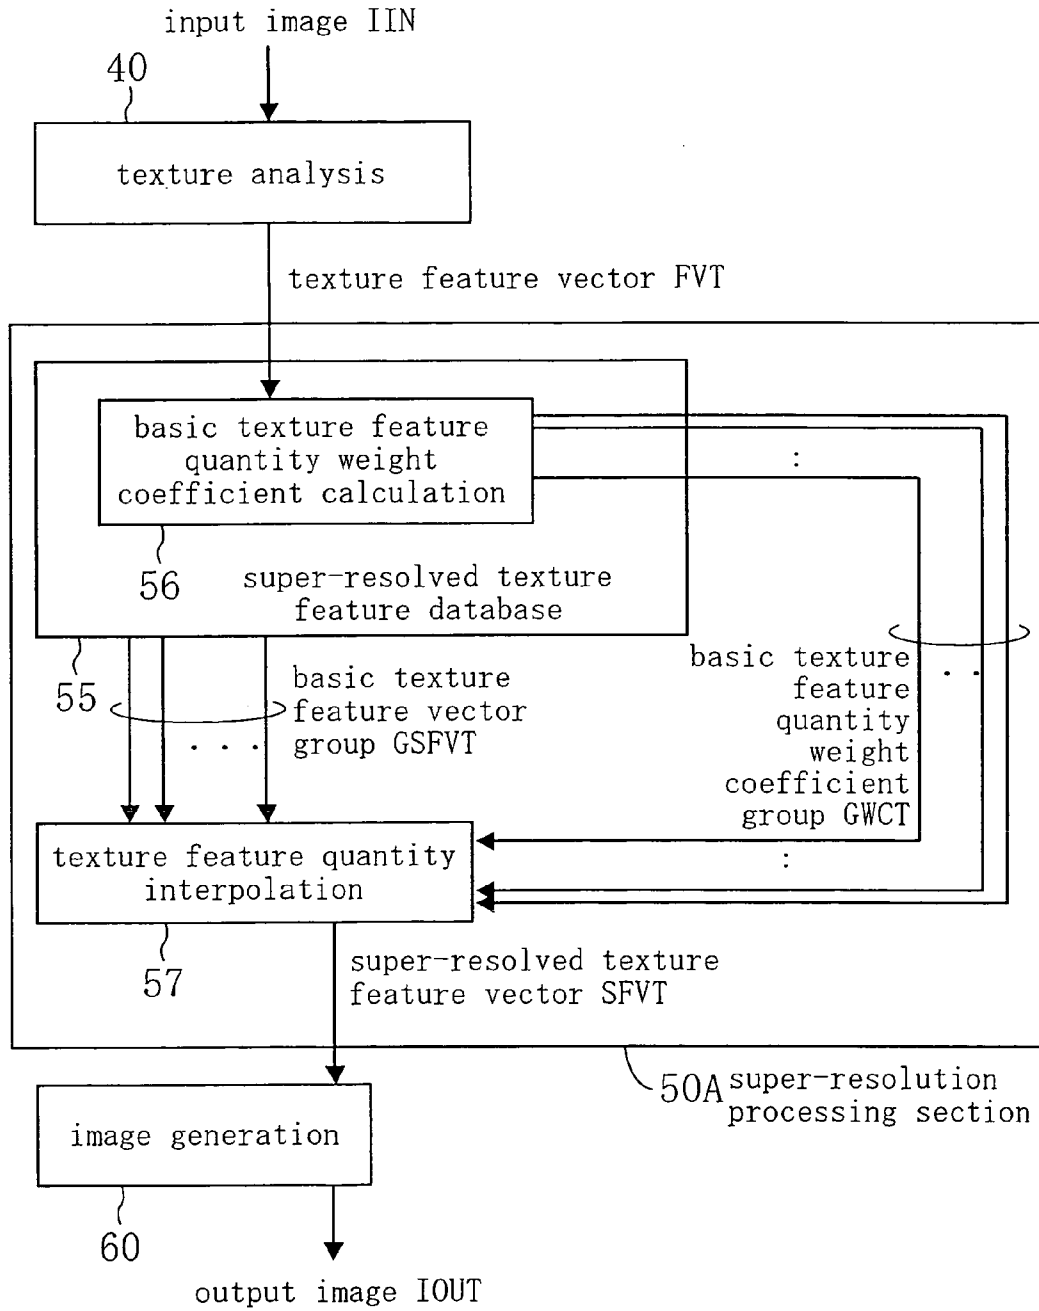 input image IIN
40
texture analysis
texture feature vector FVT
basic texture feature
quantity weight
coefficient calculation
:
56
super-resolved texture
feature database
55
basic texture
feature vector
group GSFVT
. . .
basic texture
feature
quantity
weight
coefficient
group GWCT
. .
texture feature quantity
interpolation
:
57
super-resolved texture
feature vector SFVT
50A
super-resolution
processing section
image generation
60
output image IOUT